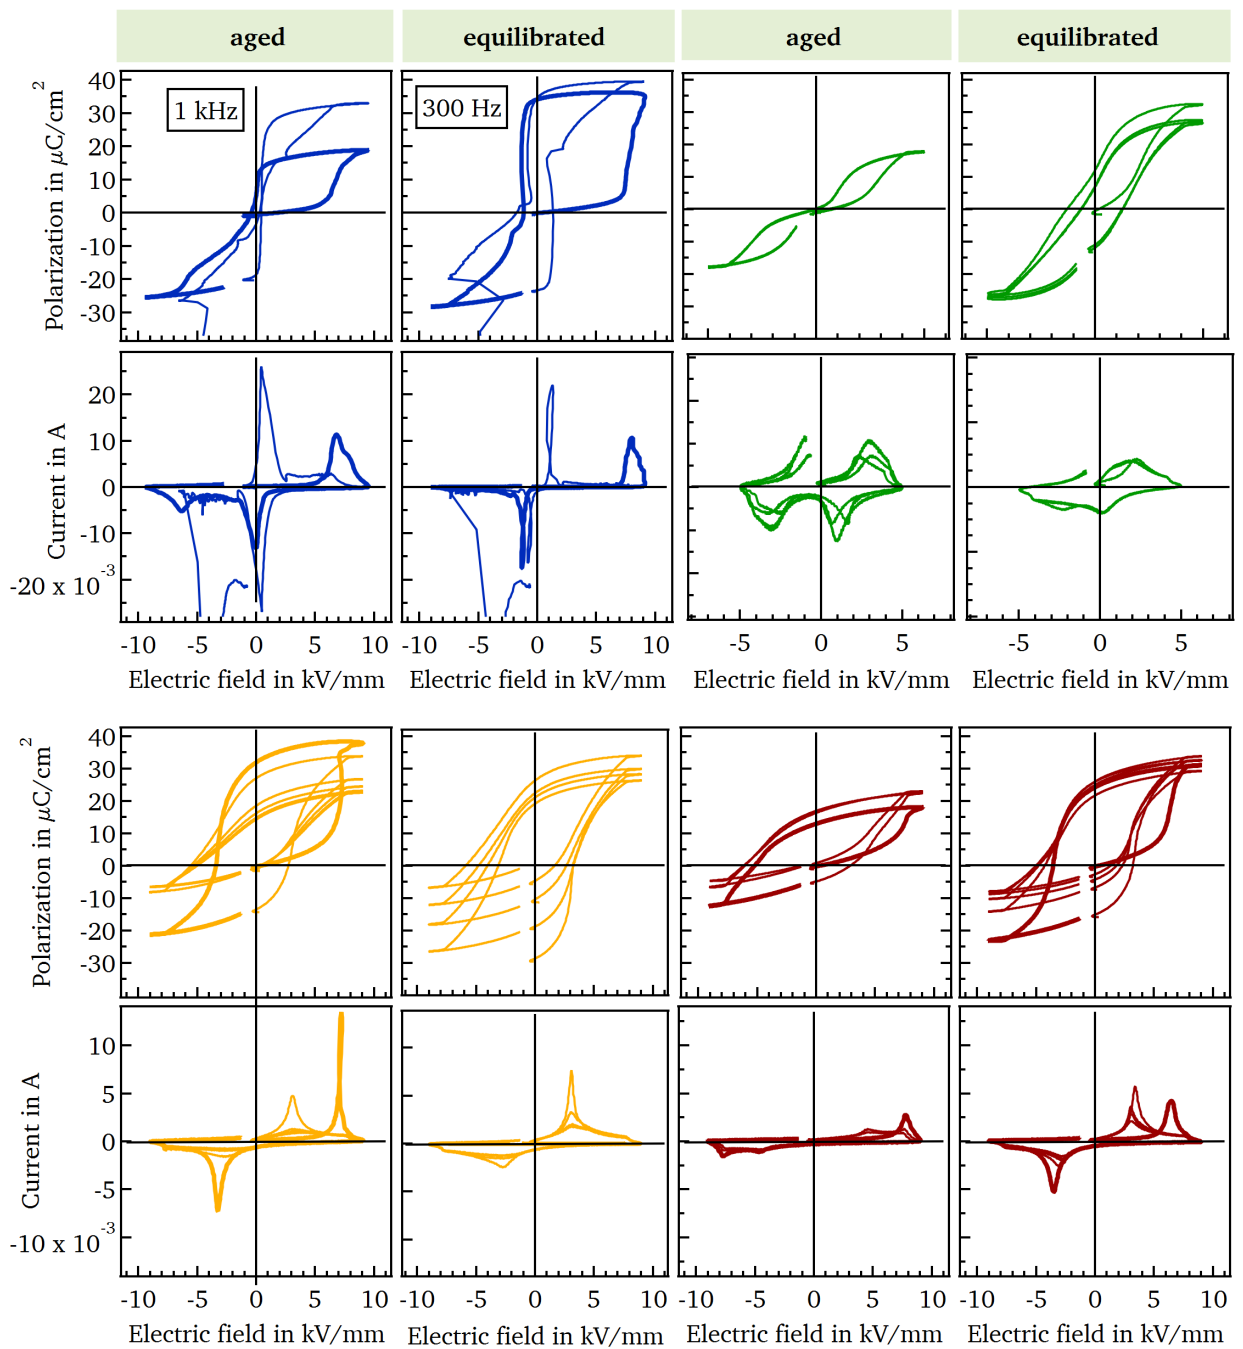 aged equilibrated aged equilibrated
1 kHz 300 Hz
Polarization in μC/cm2
40
30
20
10
0
-10
-20
-30
Current in A
20
10
0
-10
-20 x 10-3
-10 -5 0 5 10 -10 -5 0 5 10 -5 0 5 -5 0 5
Electric field in kV/mm Electric field in kV/mm Electric field in kV/mm Electric field in kV/mm
Polarization in μC/cm2
40
30
20
10
0
-10
-20
-30
Current in A
10
5
0
-5
-10 x 10-3
-10 -5 0 5 10 -10 -5 0 5 10 -10 -5 0 5 10 -10 -5 0 5 10
Electric field in kV/mm Electric field in kV/mm Electric field in kV/mm Electric field in kV/mm